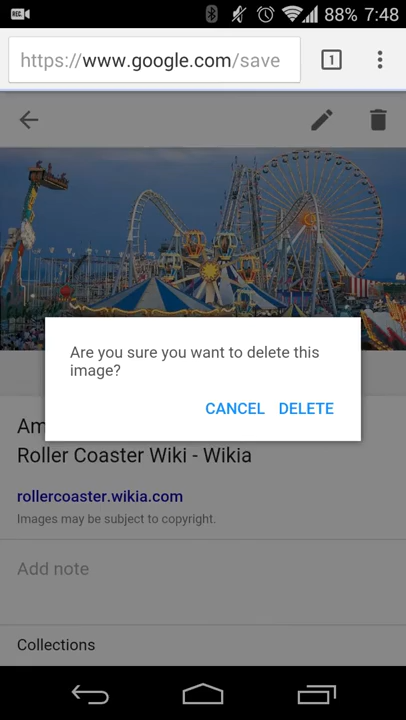 REC
88% 7:48
https://www.google.com/save
1
Are you sure you want to delete this
image?
CANCEL DELETE
Am
Roller Coaster Wiki - Wikia
rollercoaster.wikia.com
Images may be subject to copyright.
Add note
Collections